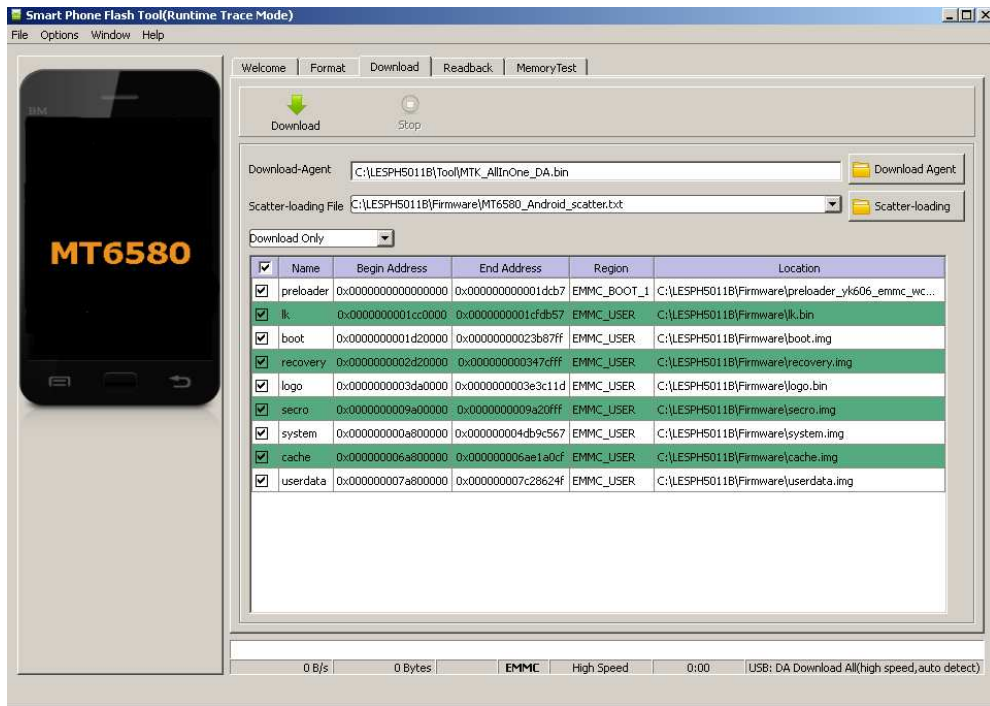 Smart Phone Flash Tool(Runtime Trace Mode)
File Options Window Help
Welcome Format Download Readback MemoryTest
BM
Download Stop
Download-Agent C:\LESPH5011B\Tool\MTK_AllInOne_DA.bin Download Agent
Scatter-loading File C:\LESPH5011B\Firmware\MT6580_Android_scatter.txt Scatter-loading
Download Only
MT6580
Name Begin Address End Address Region Location
preloader 0x0000000000000000 0x000000000001dcb7 EMMC_BOOT_1 C:\LESPH5011B\Firmware\preloader_yk606_emmc_wc...
lk 0x0000000001cc0000 0x0000000001cfdb57 EMMC_USER C:\LESPH5011B\Firmware\lk.bin
boot 0x0000000001d20000 0x00000000023b87ff EMMC_USER C:\LESPH5011B\Firmware\boot.img
recovery 0x0000000002d20000 0x000000000347cfff EMMC_USER C:\LESPH5011B\Firmware\recovery.img
logo 0x0000000003da0000 0x0000000003e3c11d EMMC_USER C:\LESPH5011B\Firmware\logo.bin
secro 0x0000000009a00000 0x0000000009a20fff EMMC_USER C:\LESPH5011B\Firmware\secro.img
system 0x000000000a800000 0x000000004db9c567 EMMC_USER C:\LESPH5011B\Firmware\system.img
cache 0x000000006a800000 0x000000006ae1a0cf EMMC_USER C:\LESPH5011B\Firmware\cache.img
userdata 0x000000007a800000 0x000000007c28624f EMMC_USER C:\LESPH5011B\Firmware\userdata.img
0 B/s 0 Bytes EMMC High Speed 0:00 USB: DA Download All(high speed,auto detect)